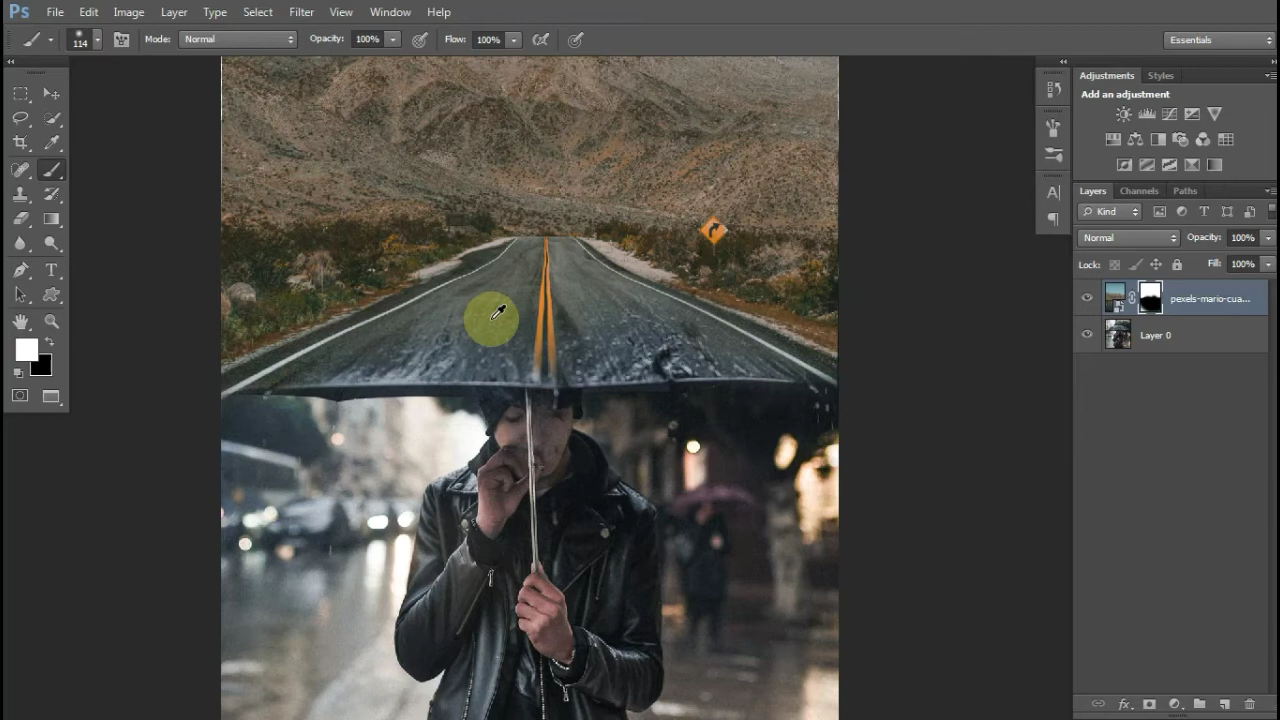 Ps File Edit Image Layer Type Select Filter View Window Help
114 Mode: Normal Opacity: 100% Flow: 100% Essentials
Adjustments Styles
Add an adjustment
Layers Channels Paths
Kind T
Normal Opacity: 100%
Lock: Fill: 100%
pexels-mario-cua...
Layer 0
T
A
fx